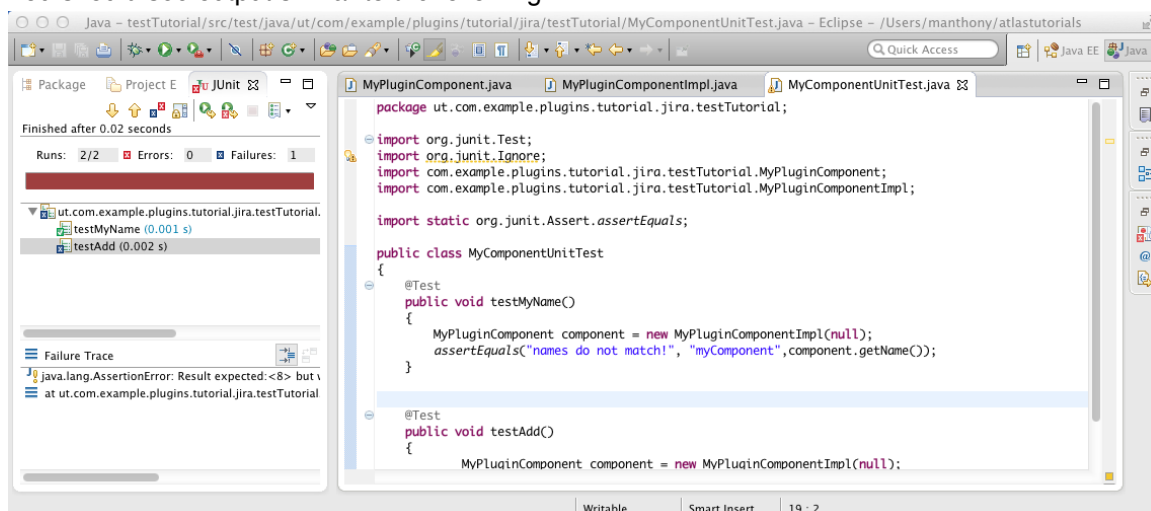 Java – testTutorial/src/test/java/ut/com/example/plugins/tutorial/jira/testTutorial/MyComponentUnitTest.java – Eclipse – /Users/manthony/atlastutorials
Quick Access
Java EE
Java
Package
Project E
JUnit
Finished after 0.02 seconds
Runs: 2/2
Errors: 0
Failures: 1
ut.com.example.plugins.tutorial.jira.testTutorial.
testMyName (0.001 s)
testAdd (0.002 s)
Failure Trace
java.lang.AssertionError: Result expected:<8> but
at ut.com.example.plugins.tutorial.jira.testTutorial
MyPluginComponent.java
MyPluginComponentImpl.java
MyComponentUnitTest.java
package ut.com.example.plugins.tutorial.jira.testTutorial;
import org.junit.Test;
import org.junit.Ignore;
import com.example.plugins.tutorial.jira.testTutorial.MyPluginComponent;
import com.example.plugins.tutorial.jira.testTutorial.MyPluginComponentImpl;
import static org.junit.Assert.assertEquals;
public class MyComponentUnitTest
{
@Test
public void testMyName()
{
MyPluginComponent component = new MyPluginComponentImpl(null);
assertEquals("names do not match!", "myComponent",component.getName());
}
@Test
public void testAdd()
{
MyPluginComponent component = new MyPluginComponentImpl(null);
Writable
Smart Insert
19 : 2